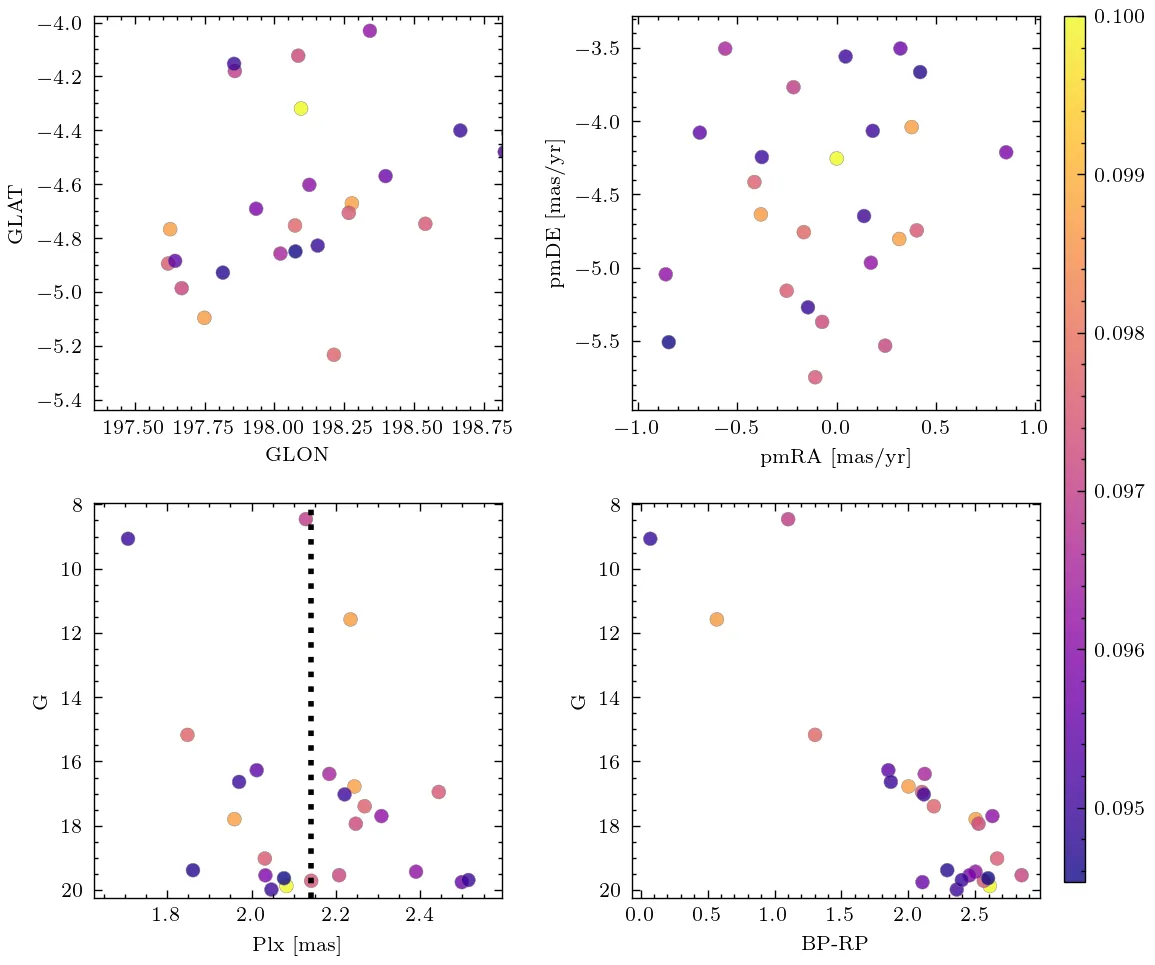 −4.0
−4.2
−4.4
−4.6
−4.8
−5.0
−5.2
−5.4
GLAT
197.50 197.75 198.00 198.25 198.50 198.75
GLON
−3.5
−4.0
−4.5
−5.0
−5.5
pmDE [mas/yr]
−1.0 −0.5 0.0 0.5 1.0
pmRA [mas/yr]
8
10
12
14
16
18
20
G
1.8 2.0 2.2 2.4
Plx [mas]
8
10
12
14
16
18
20
G
0.0 0.5 1.0 1.5 2.0 2.5
BP-RP
0.100
0.099
0.098
0.097
0.096
0.095